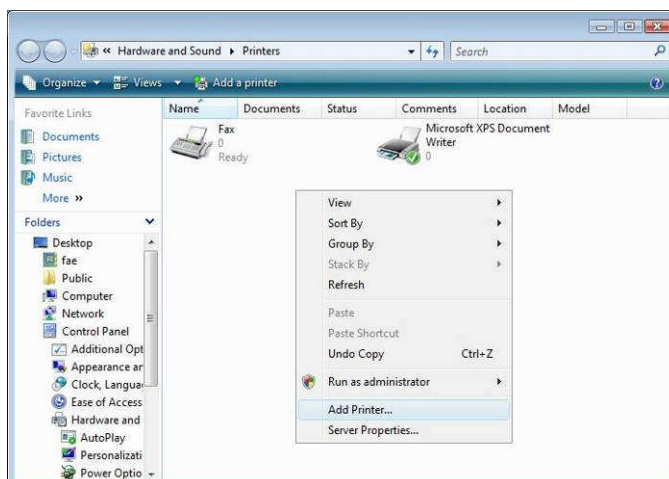 « Hardware and Sound ▸ Printers
Search
Organize Views Add a printer
Favorite Links
Documents
Pictures
Music
More »
Folders
Desktop
fae
Public
Computer
Network
Control Panel
Additional Opt
Appearance ar
Clock, Langua
Ease of Access
Hardware and
AutoPlay
Personalizati
Power Optio
Name Documents Status Comments Location Model
Fax
0
Ready
Microsoft XPS Document
Writer
0
View
Sort By
Group By
Stack By
Refresh
Paste
Paste Shortcut
Undo Copy Ctrl+Z
Run as administrator
Add Printer...
Server Properties...